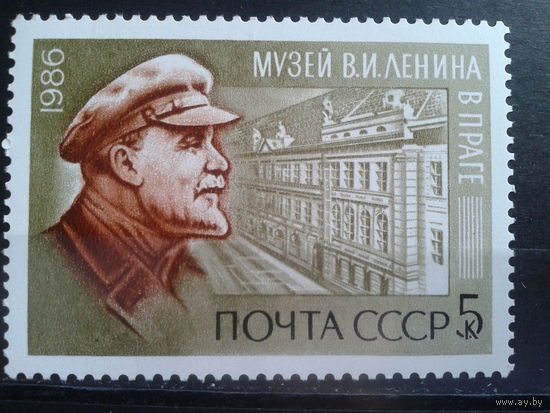 1986
МУЗЕЙ В.И.ЛЕНИНА
В ПРАГЕ
ПОЧТА СССР 5к.
www.ay.by